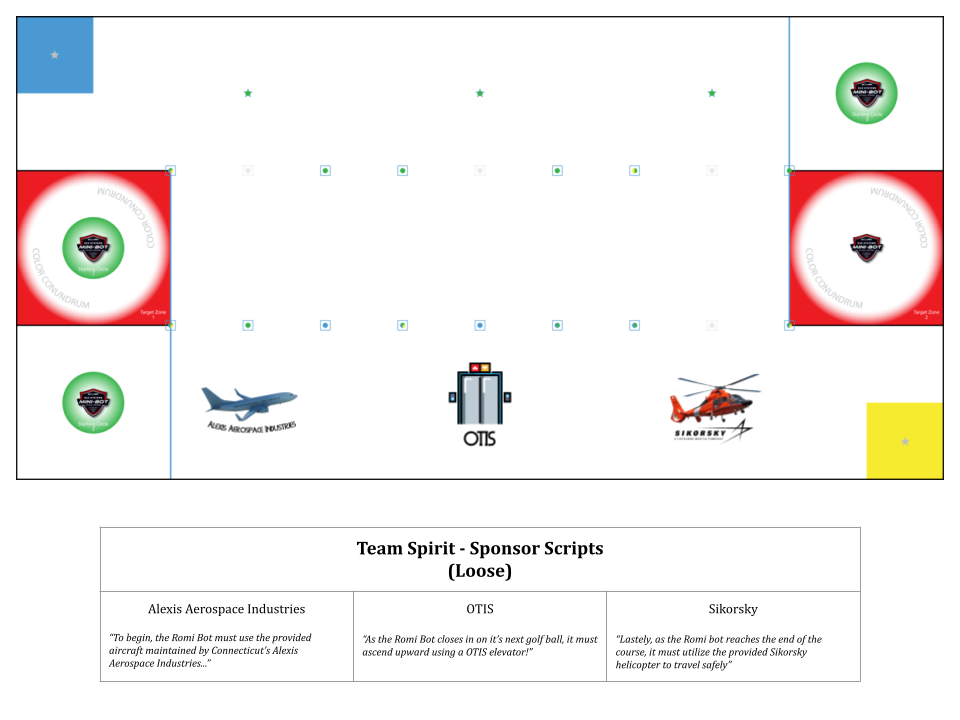 MINI-BOT
Starting Circle
COLOR CONUNDRUM
COLOR CONUNDRUM
MINI-BOT
Starting Circle
1
Target Zone
1
COLOR CONUNDRUM
COLOR CONUNDRUM
MINI-BOT
Target Zone
2
MINI-BOT
Starting Circle
ALEXIS AEROSPACE INDUSTRIES
OTIS
SIKORSKY
A LOCKHEED MARTIN COMPANY
Team Spirit - Sponsor Scripts
(Loose)
Alexis Aerospace Industries
“To begin, the Romi Bot must use the provided
aircraft maintained by Connecticut’s Alexis
Aerospace Industries...”
OTIS
“As the Romi Bot closes in on it’s next golf ball, it must
ascend upward using a OTIS elevator!”
Sikorsky
“Lastly, as the Romi bot reaches the end of the
course, it must utilize the provided Sikorsky
helicopter to travel safely”